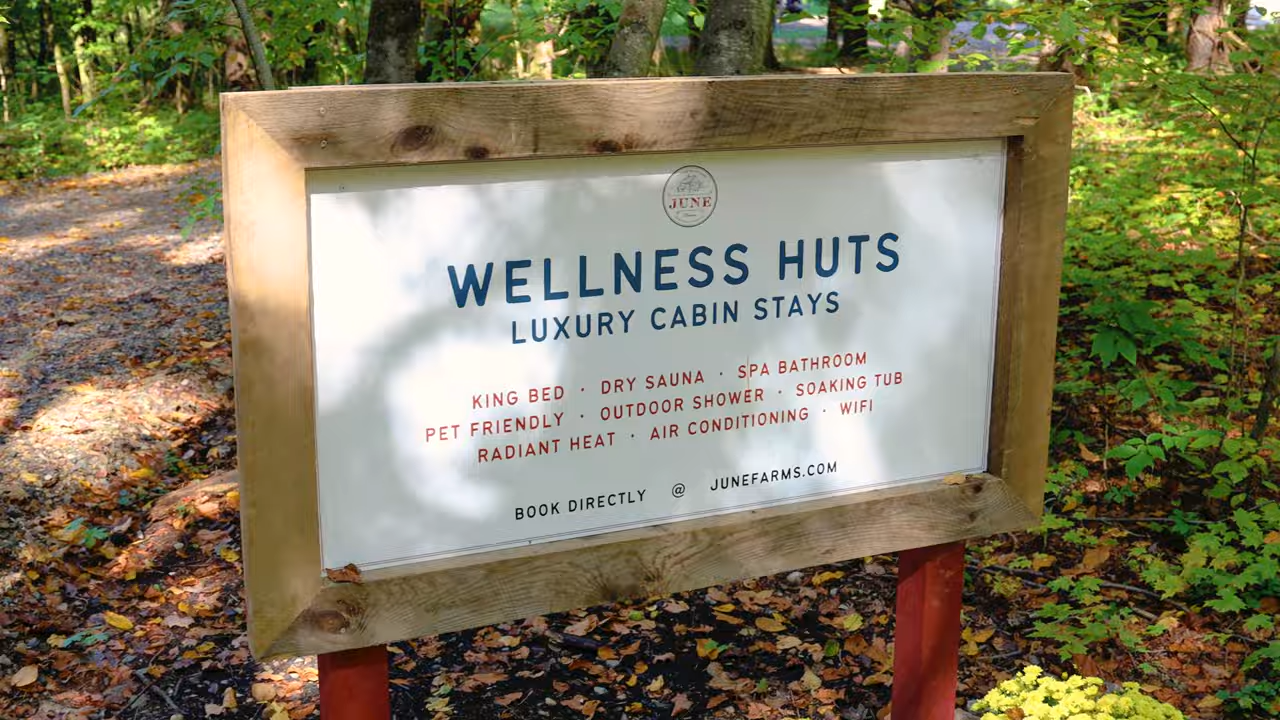 JUNE
WELLNESS HUTS
LUXURY CABIN STAYS
KING BED · DRY SAUNA · SPA BATHROOM
PET FRIENDLY · OUTDOOR SHOWER · SOAKING TUB
RADIANT HEAT · AIR CONDITIONING · WIFI
BOOK DIRECTLY @ JUNEFARMS.COM